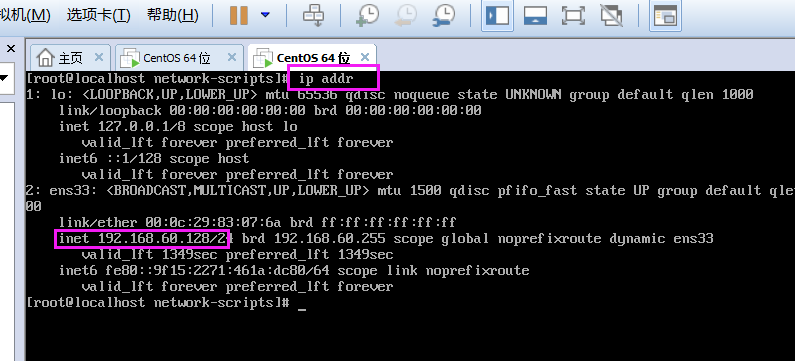 拟机(M) 选项卡(T) 帮助(H)
主页 CentOS 64 位 CentOS 64 位
[root@localhost network-scripts]# ip addr
1: lo: <LOOPBACK,UP,LOWER_UP> mtu 65536 qdisc noqueue state UNKNOWN group default qlen 1000
link/loopback 00:00:00:00:00:00 brd 00:00:00:00:00:00
inet 127.0.0.1/8 scope host lo
valid_lft forever preferred_lft forever
inet6 ::1/128 scope host
valid_lft forever preferred_lft forever
2: ens33: <BROADCAST,MULTICAST,UP,LOWER_UP> mtu 1500 qdisc pfifo_fast state UP group default qle
00
link/ether 00:0c:29:83:07:6a brd ff:ff:ff:ff:ff:ff
inet 192.168.60.128/24 brd 192.168.60.255 scope global noprefixroute dynamic ens33
valid_lft 1349sec preferred_lft 1349sec
inet6 fe80::9f15:2271:461a:dc80/64 scope link noprefixroute
valid_lft forever preferred_lft forever
[root@localhost network-scripts]# _